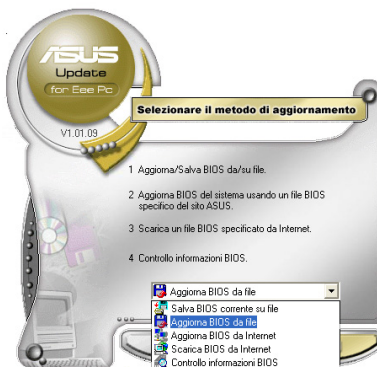 ASUS
Update
for Eee Pc
V1.01.09
Selezionare il metodo di aggiornamento
1 Aggiorna/Salva BIOS da/su file.
2 Aggiorna BIOS del sistema usando un file BIOS
specifico del sito ASUS.
3 Scarica un file BIOS specificato da Internet.
4 Controllo informazioni BIOS.
Aggiorna BIOS da file
Salva BIOS corrente su file
Aggiorna BIOS da file
Aggiorna BIOS da Internet
Scarica BIOS da Internet
Controllo informazioni BIOS